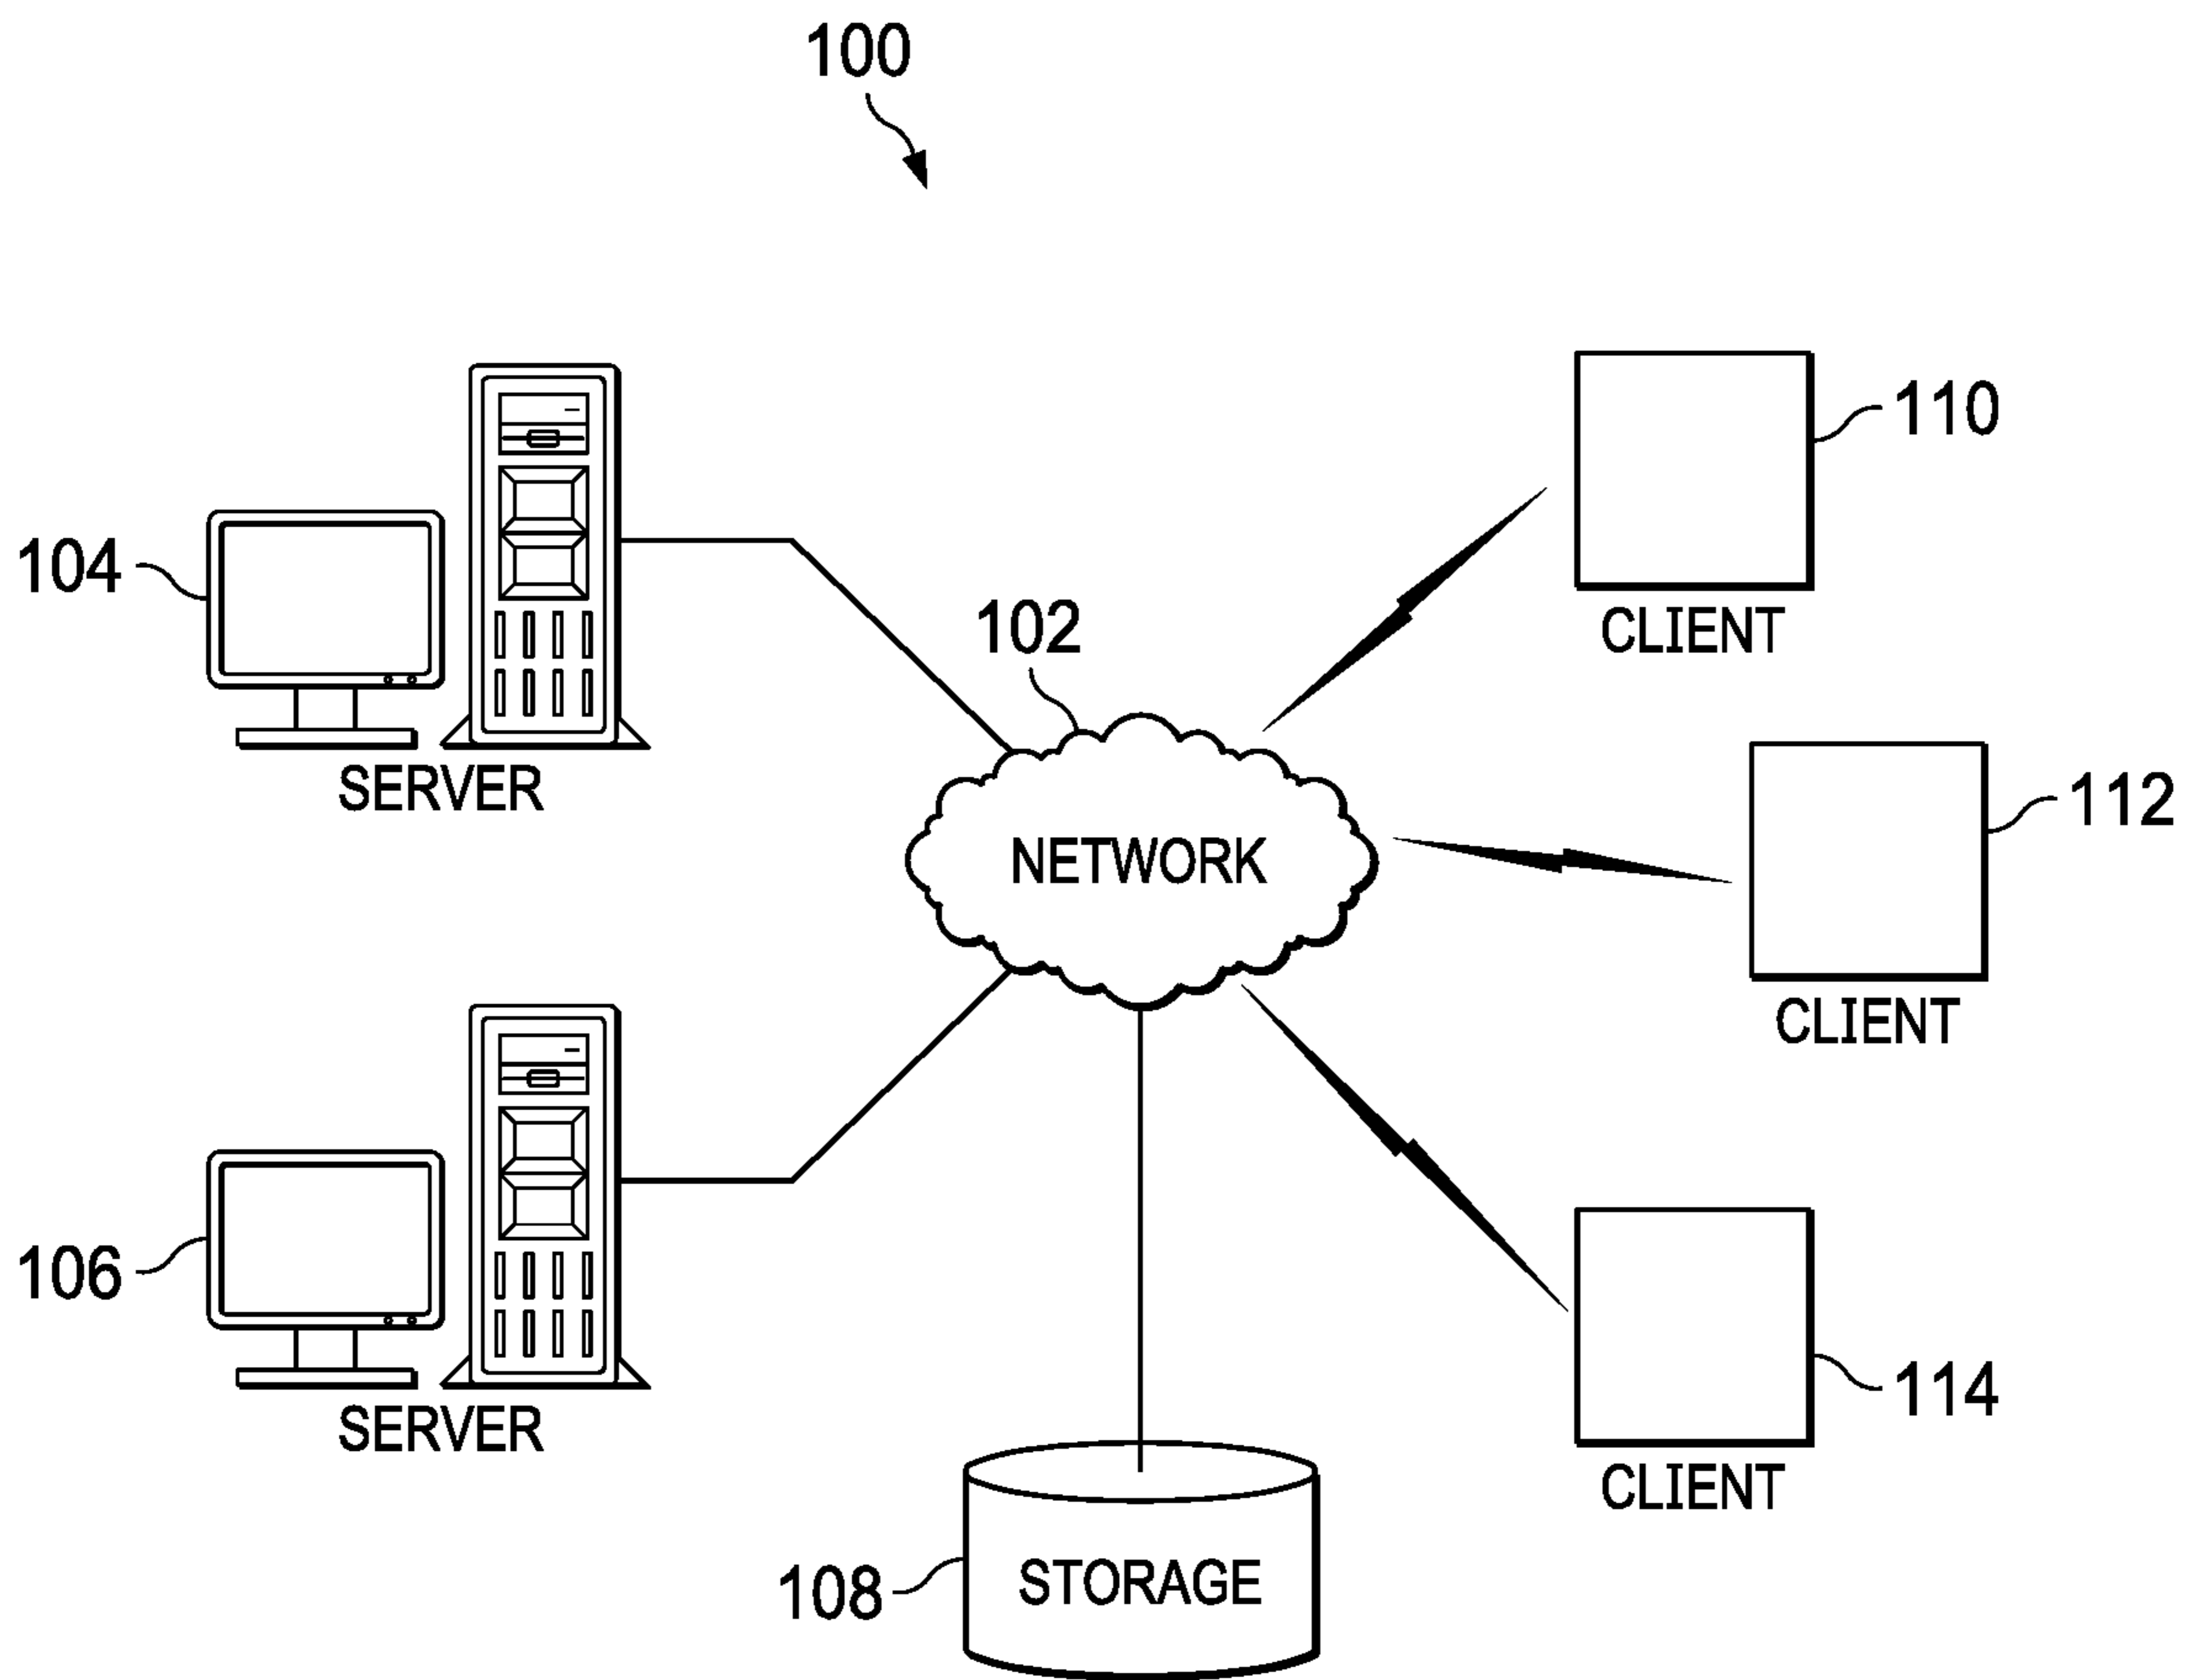 100
110
CLIENT
104
SERVER
102
NETWORK
112
CLIENT
106
SERVER
108
STORAGE
114
CLIENT